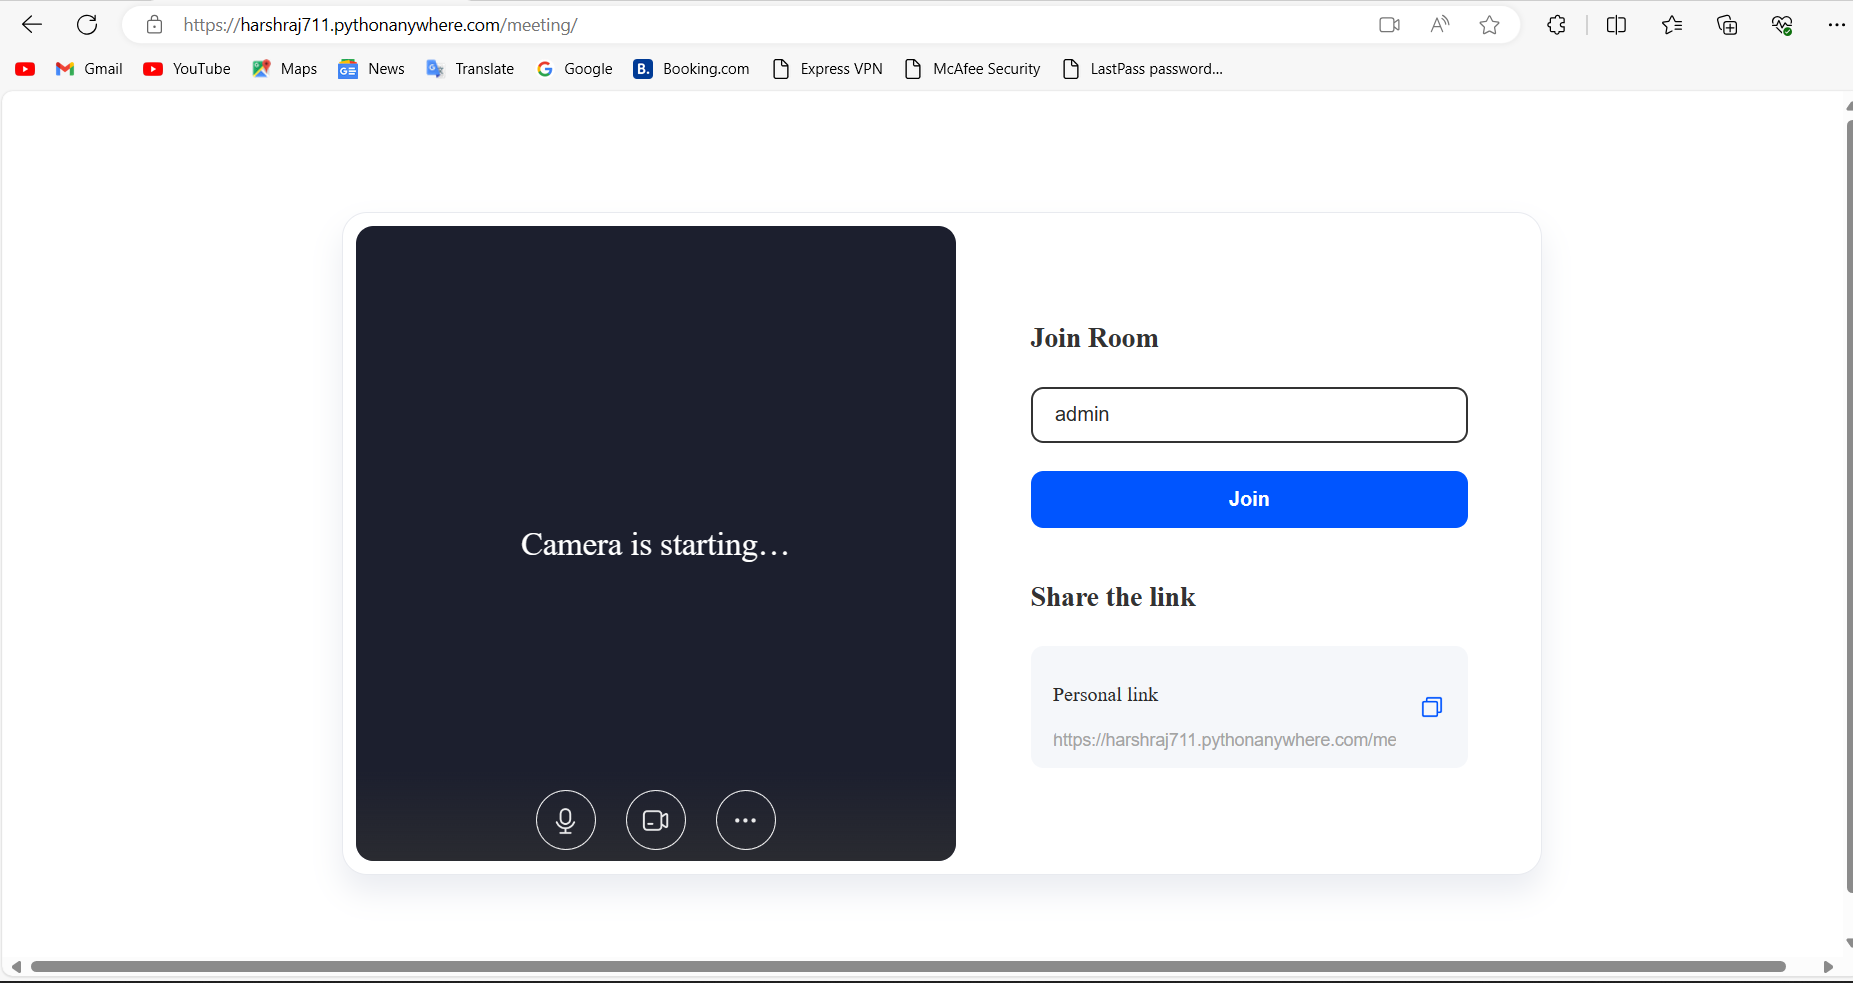 https://harshraj711.pythonanywhere.com/meeting/
Gmail YouTube Maps News Translate Google B. Booking.com Express VPN McAfee Security LastPass password...
Join Room
admin
Join
Camera is starting...
Share the link
Personal link
https://harshraj711.pythonanywhere.com/me